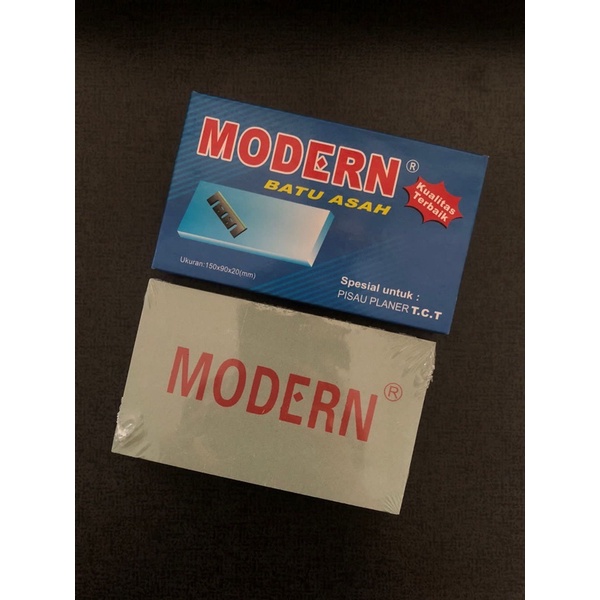 MODERN®
BATU ASAH
Kualitas
Terbaik
Ukuran:150x90x20(mm)
Spesial untuk :
PISAU PLANER T.C.T
MODERN®